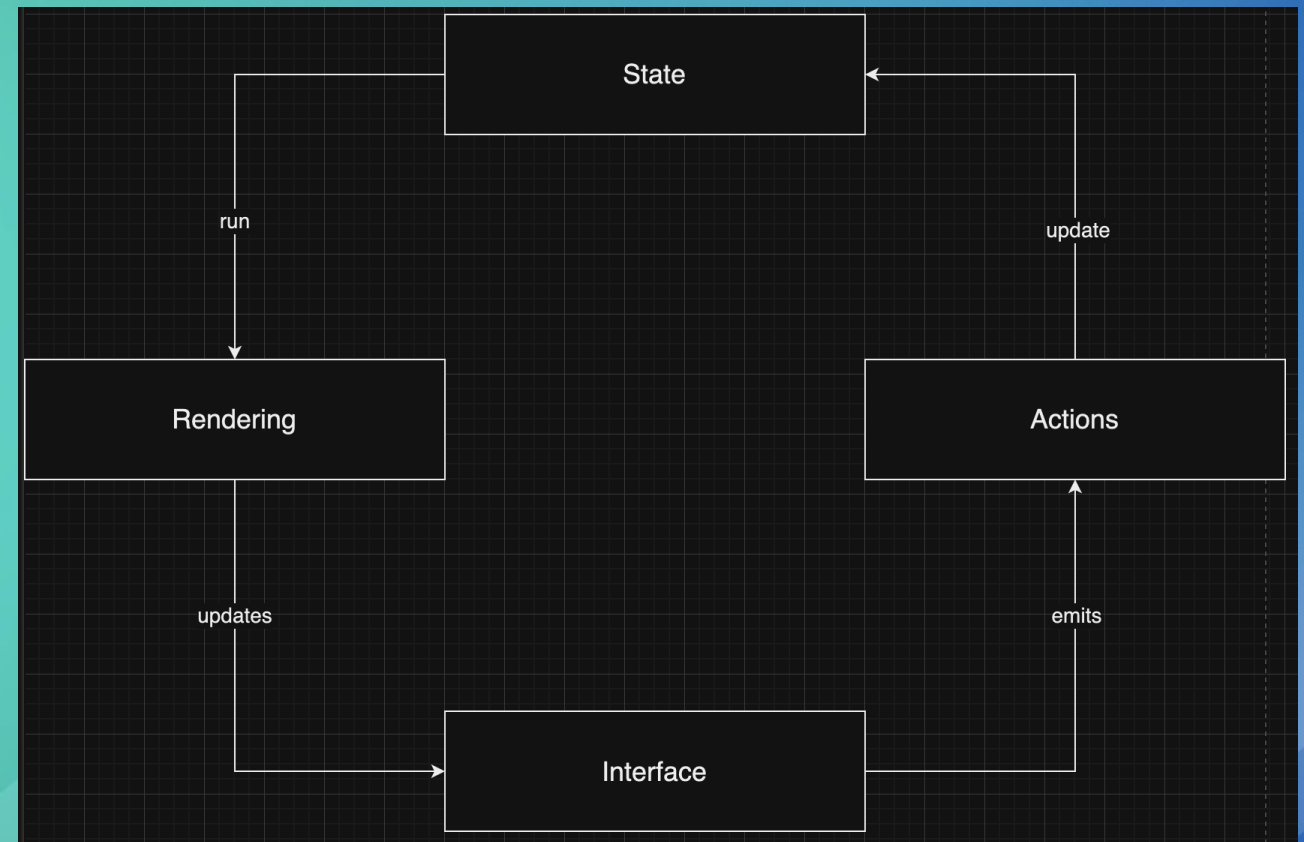 State
run
update
Rendering
Actions
updates
emits
Interface